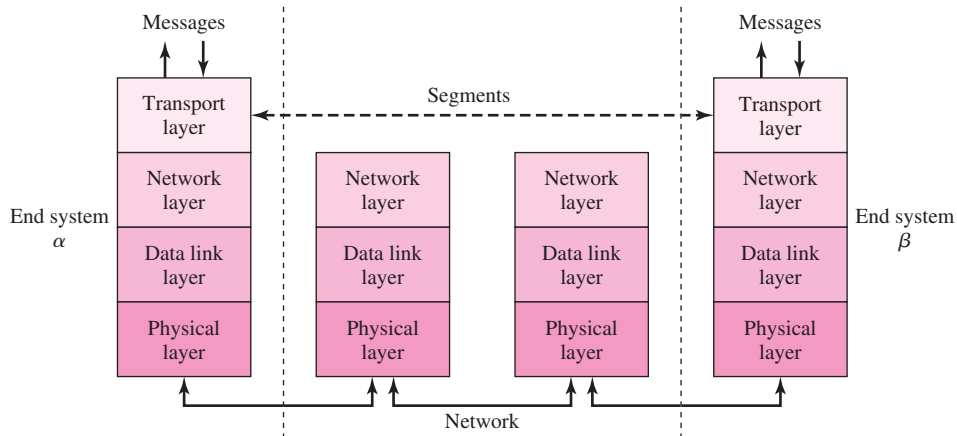 Messages
Messages
Transport
layer
Segments
Transport
layer
Network
layer
Network
layer
Network
layer
Network
layer
End system
α
End system
β
Data link
layer
Data link
layer
Data link
layer
Data link
layer
Physical
layer
Physical
layer
Physical
layer
Physical
layer
Network